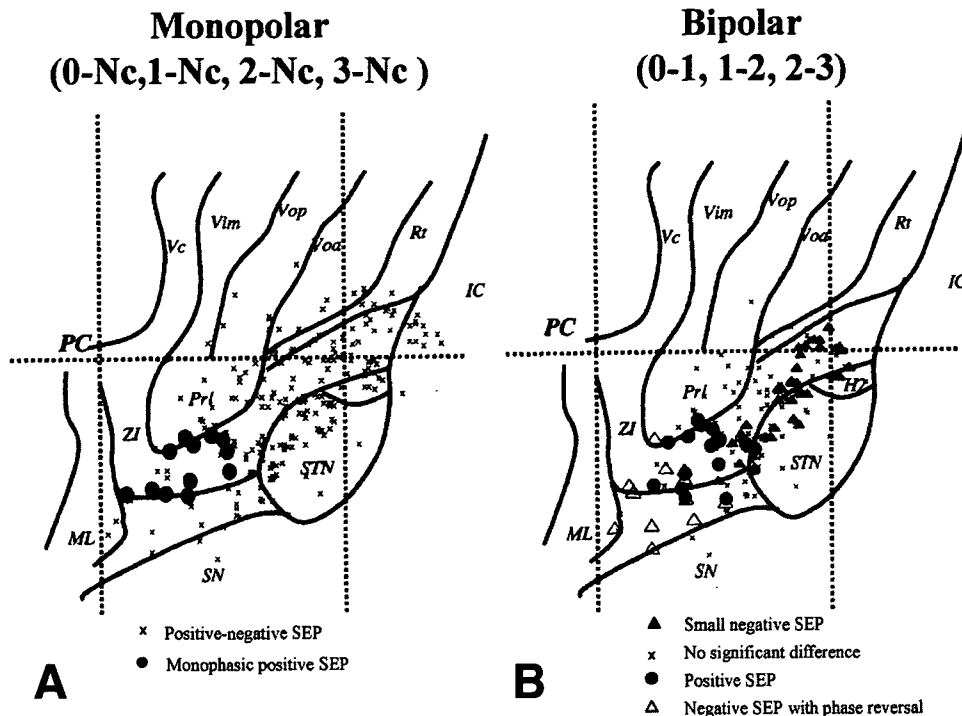 Monopolar
(0-Nc,1-Nc, 2-Nc, 3-Nc )
Vc
Vim
Vop
Voa
Rt
IC
PC
Prl
ZI
STN
ML
SN
x Positive-negative SEP
● Monophasic positive SEP
A
Bipolar
(0-1, 1-2, 2-3)
Vc
Vim
Vop
Voa
Rt
IC
PC
Prl
ZI
STN
ML
SN
▲ Small negative SEP
x No significant difference
● Positive SEP
△ Negative SEP with phase reversal
B